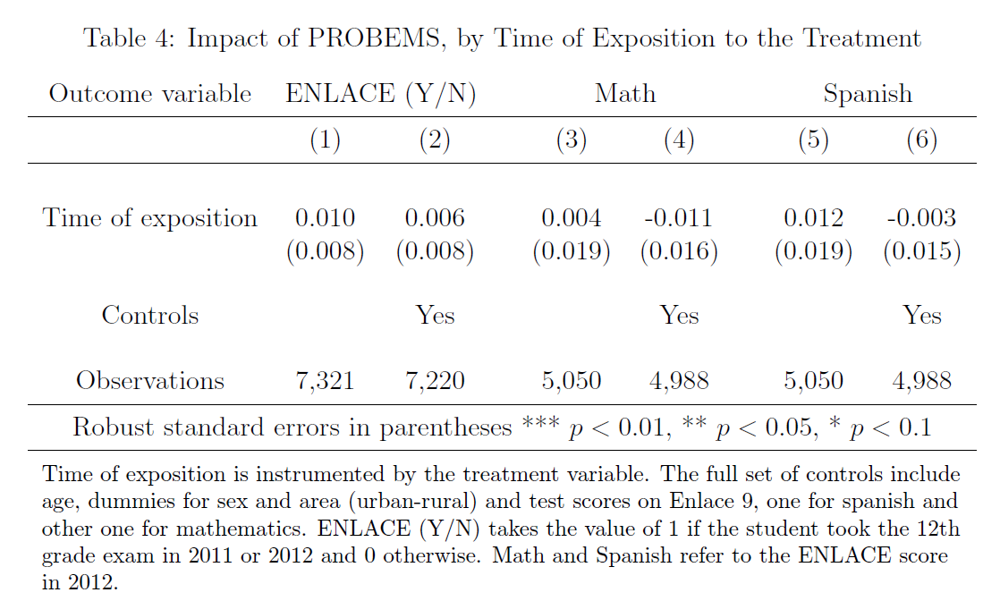 Table 4: Impact of PROBEMS, by Time of Exposition to the Treatment
Outcome variable ENLACE (Y/N) Math Spanish
(1) (2) (3) (4) (5) (6)
Time of exposition 0.010 0.006 0.004 -0.011 0.012 -0.003
(0.008) (0.008) (0.019) (0.016) (0.019) (0.015)
Controls Yes Yes Yes
Observations 7,321 7,220 5,050 4,988 5,050 4,988
Robust standard errors in parentheses *** p < 0.01, ** p < 0.05, * p < 0.1
Time of exposition is instrumented by the treatment variable. The full set of controls include
age, dummies for sex and area (urban-rural) and test scores on Enlace 9, one for spanish and
other one for mathematics. ENLACE (Y/N) takes the value of 1 if the student took the 12th
grade exam in 2011 or 2012 and 0 otherwise. Math and Spanish refer to the ENLACE score
in 2012.